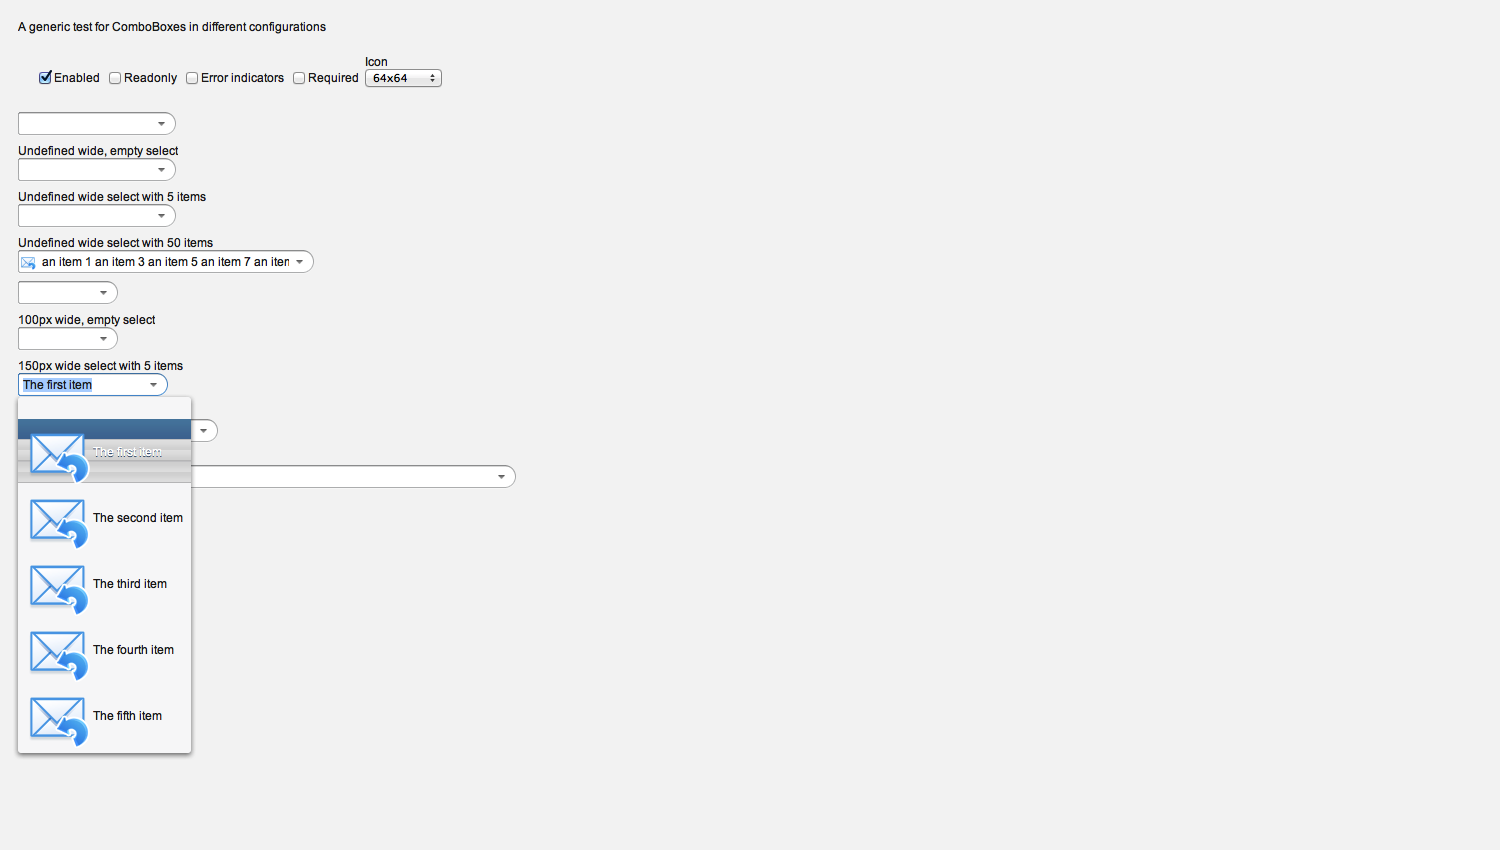 A generic test for ComboBoxes in different configurations
Icon
Enabled Readonly Error indicators Required 64x64
Undefined wide, empty select
Undefined wide select with 5 items
Undefined wide select with 50 items
an item 1 an item 3 an item 5 an item 7 an iten
100px wide, empty select
150px wide select with 5 items
The first item
The first item
The second item
The third item
The fourth item
The fifth item